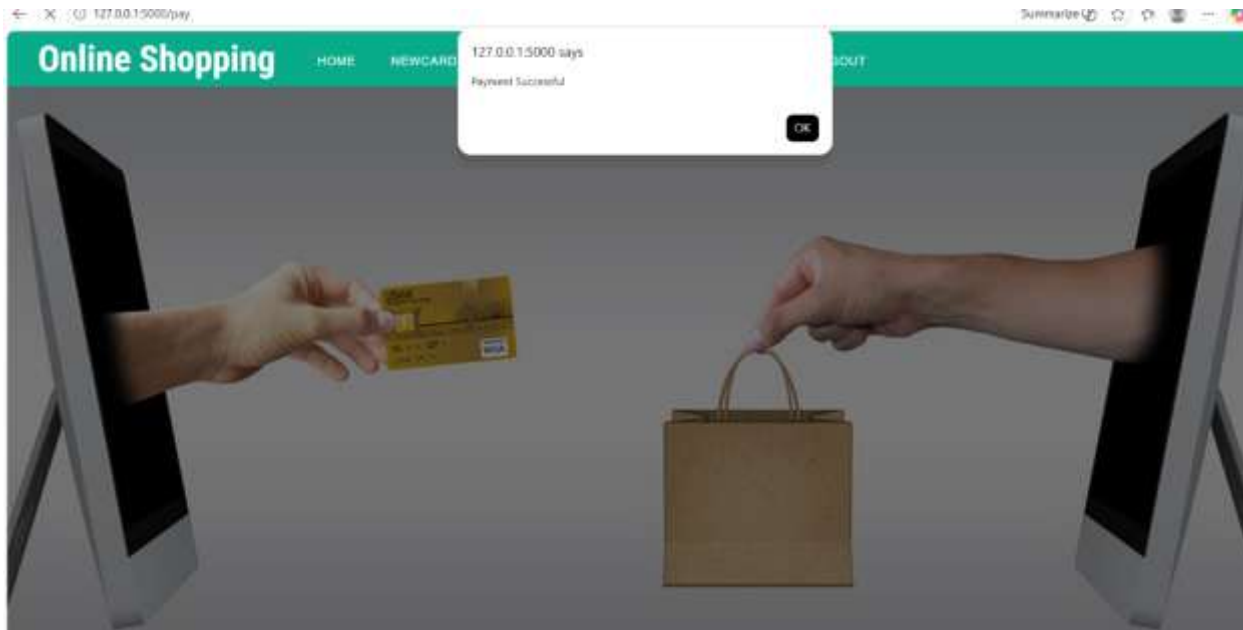 127.0.0.1:5000/pay
Summarize
Online Shopping
HOME
NEWCARD
127.0.0.1:5000 says
Payment Successful
OK
GOUT
VISA